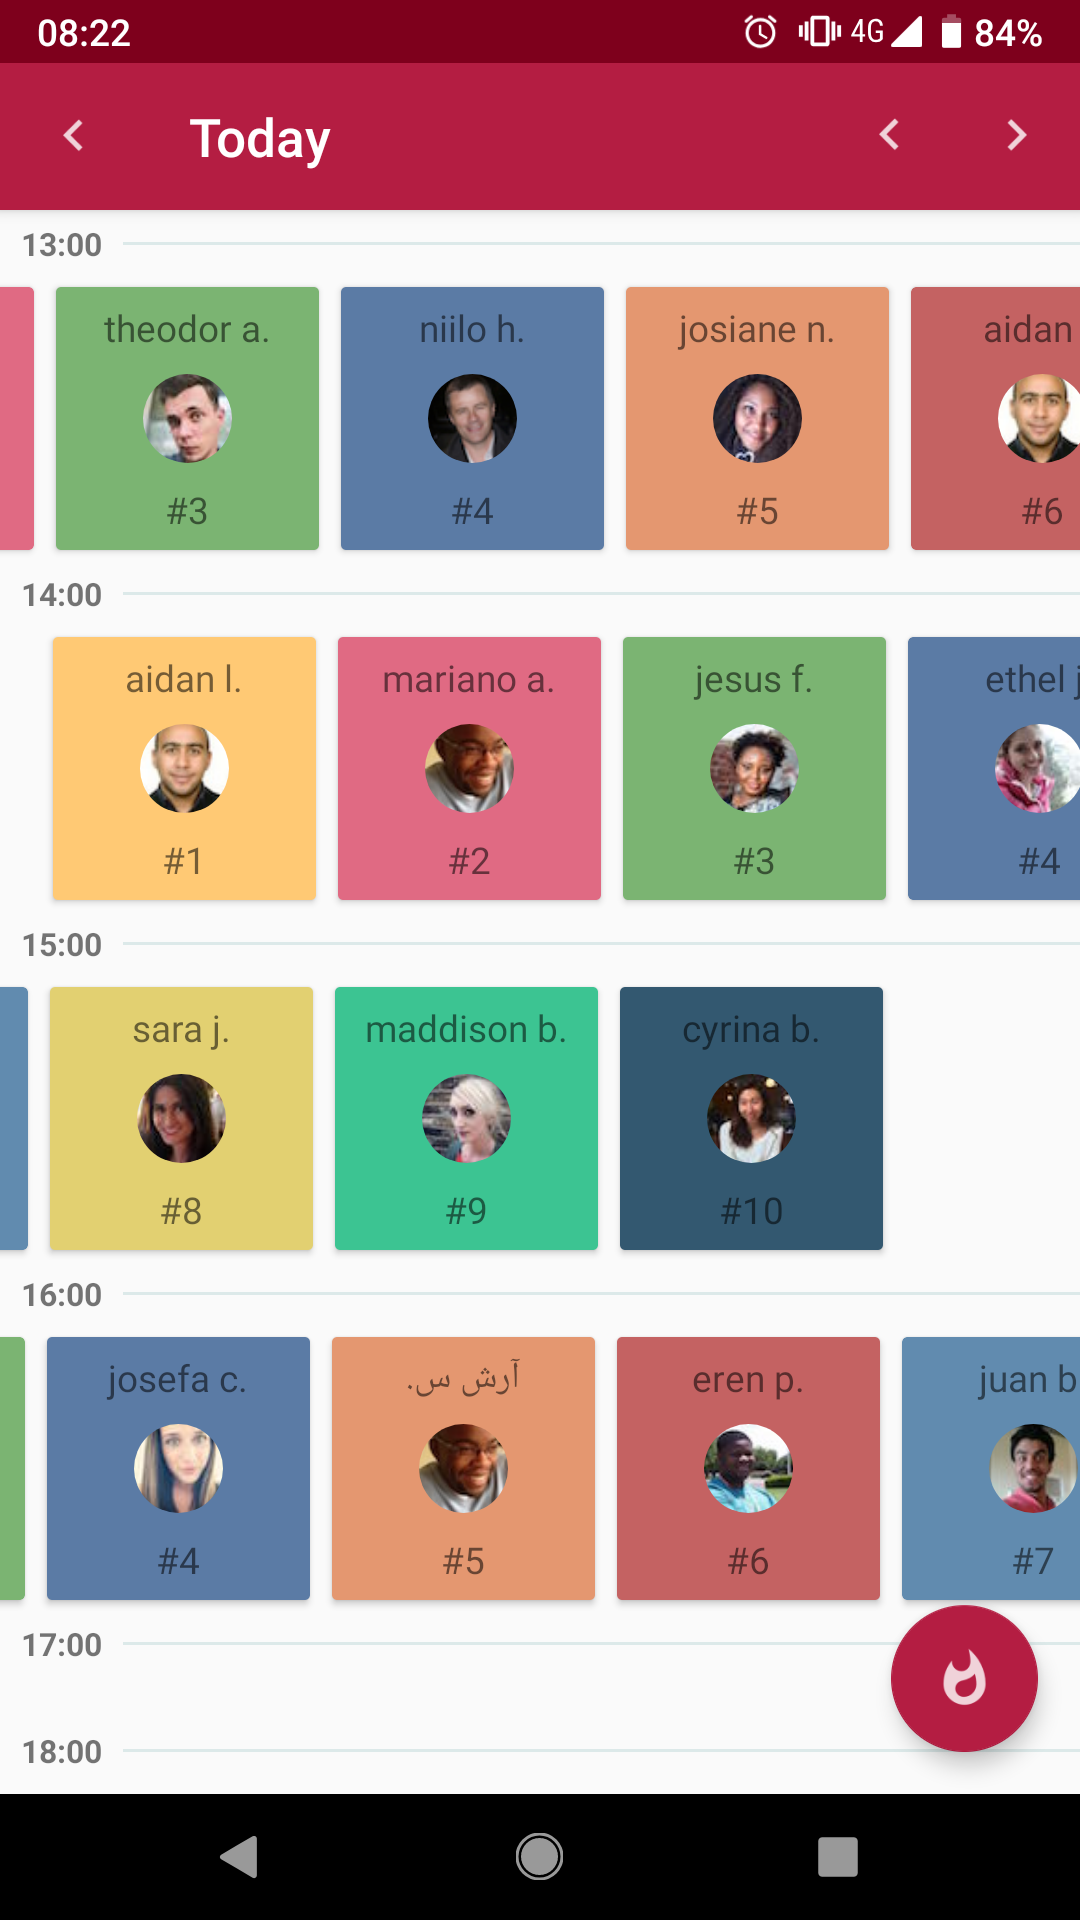 08:22 4G 84%
Today
13:00
theodor a. niilo h. josiane n. aidan
#3 #4 #5 #6
14:00
aidan l. mariano a. jesus f. ethel j
#1 #2 #3 #4
15:00
sara j. maddison b. cyrina b.
#8 #9 #10
16:00
josefa c. آرش س. eren p. juan b
#4 #5 #6 #7
17:00
18:00